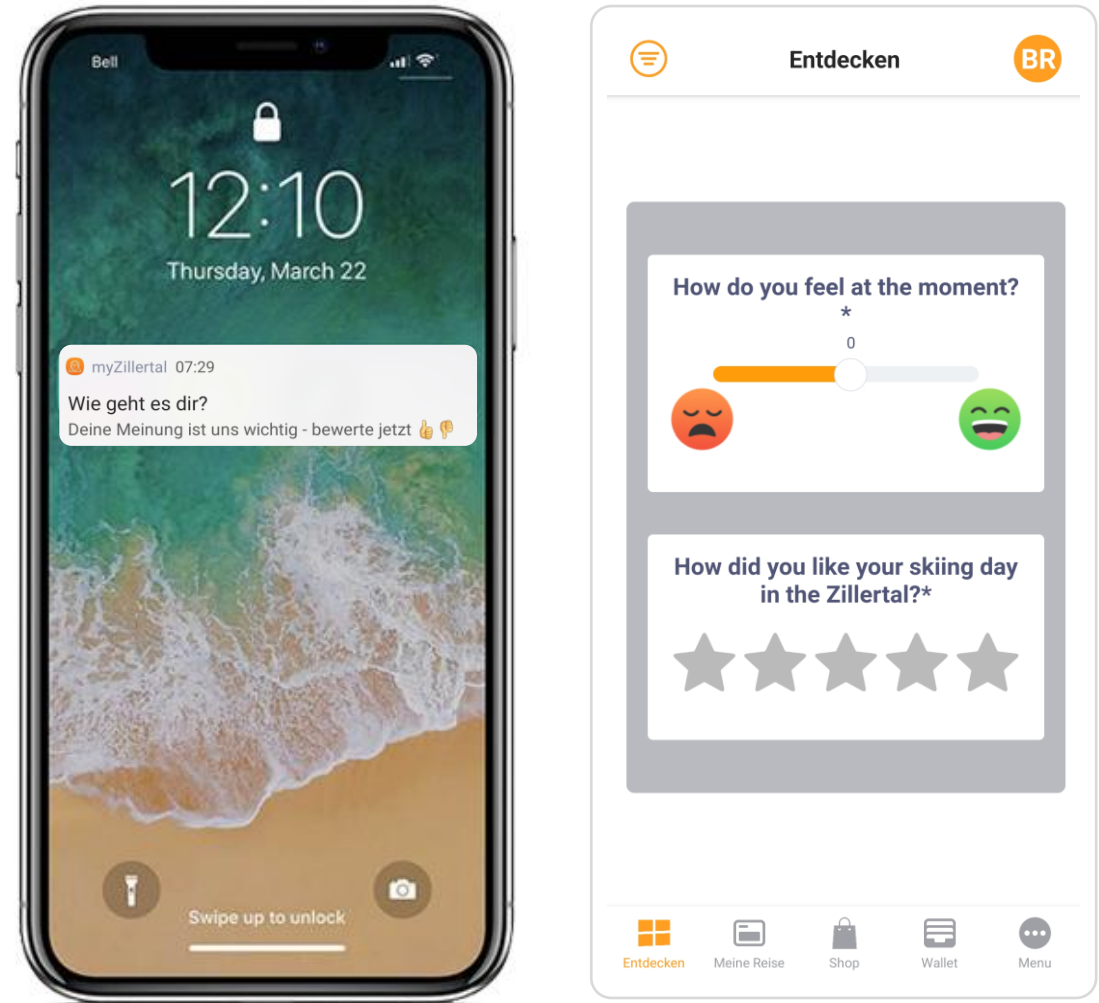 Bell
12:10
Thursday, March 22
myZillertal 07:29
Wie geht es dir?
Deine Meinung ist uns wichtig - bewerte jetzt 👍👎
Swipe up to unlock
Entdecken
BR
How do you feel at the moment?
*
0
How did you like your skiing day
in the Zillertal?*
Entdecken
Meine Reise
Shop
Wallet
Menu